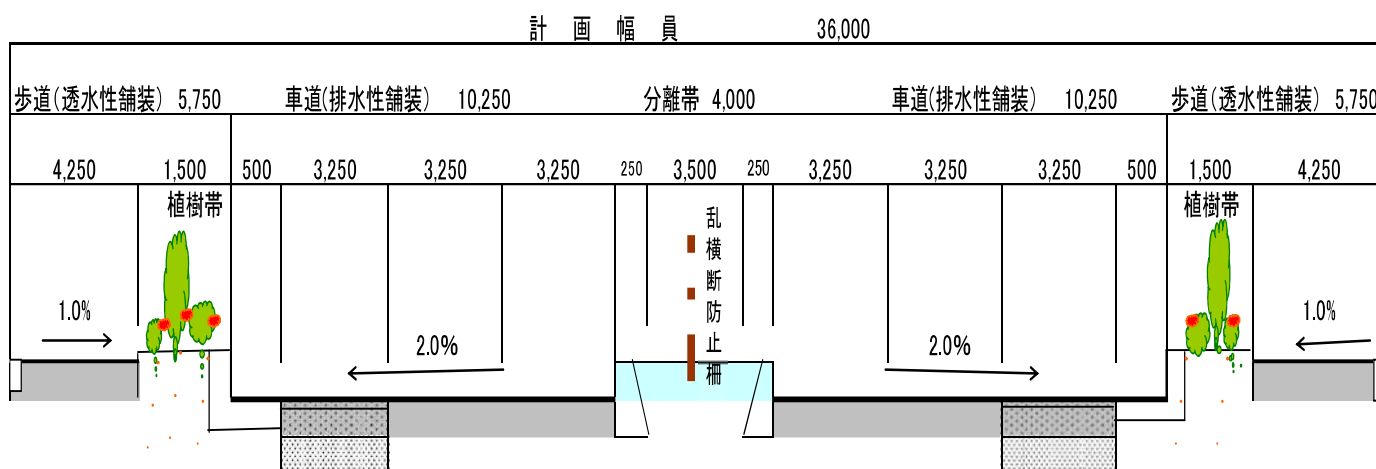 計画幅員 36,000
歩道(透水性舗装) 5,750 車道(排水性舗装) 10,250 分離帯 4,000 車道(排水性舗装) 10,250 歩道(透水性舗装) 5,750
4,250 1,500 500 3,250 3,250 3,250 250 3,500 250 3,250 3,250 3,250 500 1,500 4,250
植樹帯 植樹帯
乱横断防止柵
1.0% 2.0% 2.0% 1.0%